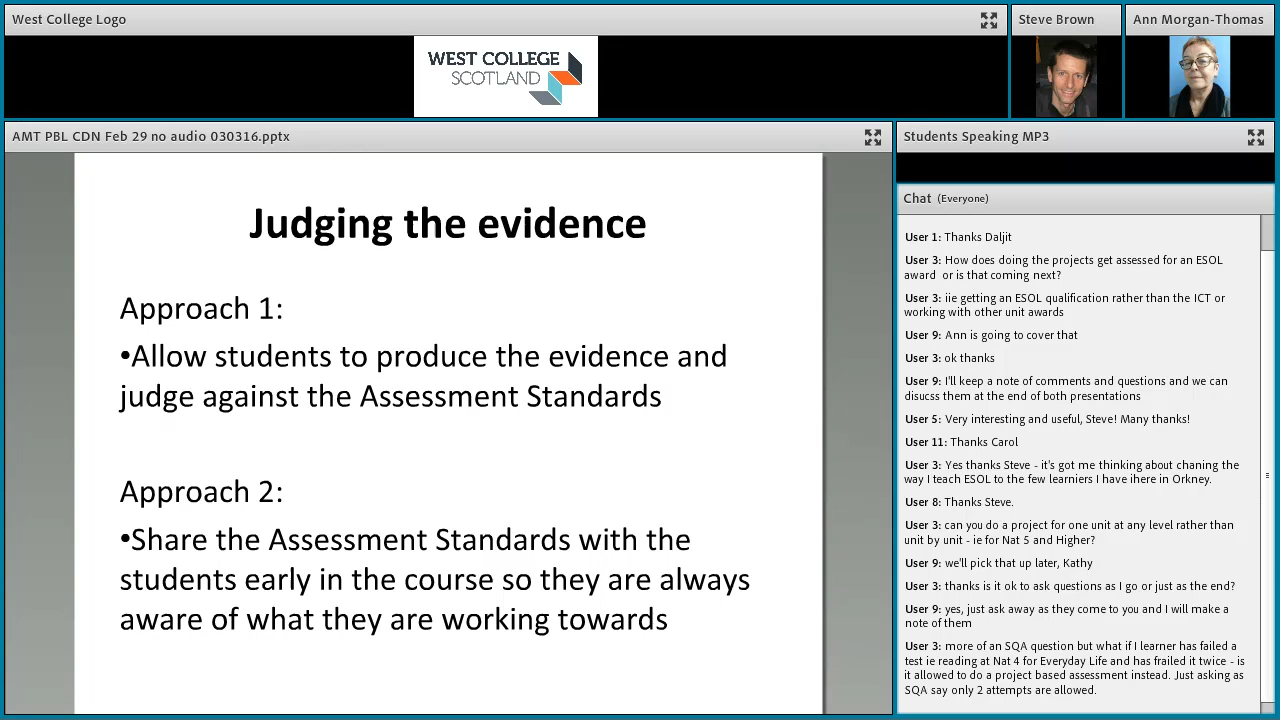 West College Logo
Steve Brown
Ann Morgan-Thomas
WEST COLLEGE
SCOTLAND
AMT PBL CDN Feb 29 no audio 030316.pptx
Judging the evidence
Approach 1:
•Allow students to produce the evidence and
judge against the Assessment Standards
Approach 2:
•Share the Assessment Standards with the
students early in the course so they are always
aware of what they are working towards
Students Speaking MP3
Chat (Everyone)
User 1: Thanks Daljit
User 3: How does doing the projects get assessed for an ESOL
award or is that coming next?
User 3: iie getting an ESOL qualification rather than the ICT or
working with other unit awards
User 9: Ann is going to cover that
User 3: ok thanks
User 9: I'll keep a note of comments and questions and we can
disucss them at the end of both presentations
User 5: Very interesting and useful, Steve! Many thanks!
User 11: Thanks Carol
User 3: Yes thanks Steve - it's got me thinking about chaning the
way I teach ESOL to the few learniers I have ihere in Orkney.
User 8: Thanks Steve.
User 3: can you do a project for one unit at any level rather than
unit by unit - ie for Nat 5 and Higher?
User 9: we'll pick that up later, Kathy
User 3: thanks is it ok to ask questions as I go or just as the end?
User 9: yes, just ask away as they come to you and I will make a
note of them
User 3: more of an SQA question but what if I learner has failed a
test ie reading at Nat 4 for Everyday Life and has frailed it twice - is
it allowed to do a project based assessment instead. Just asking as
SQA say only 2 attempts are allowed.